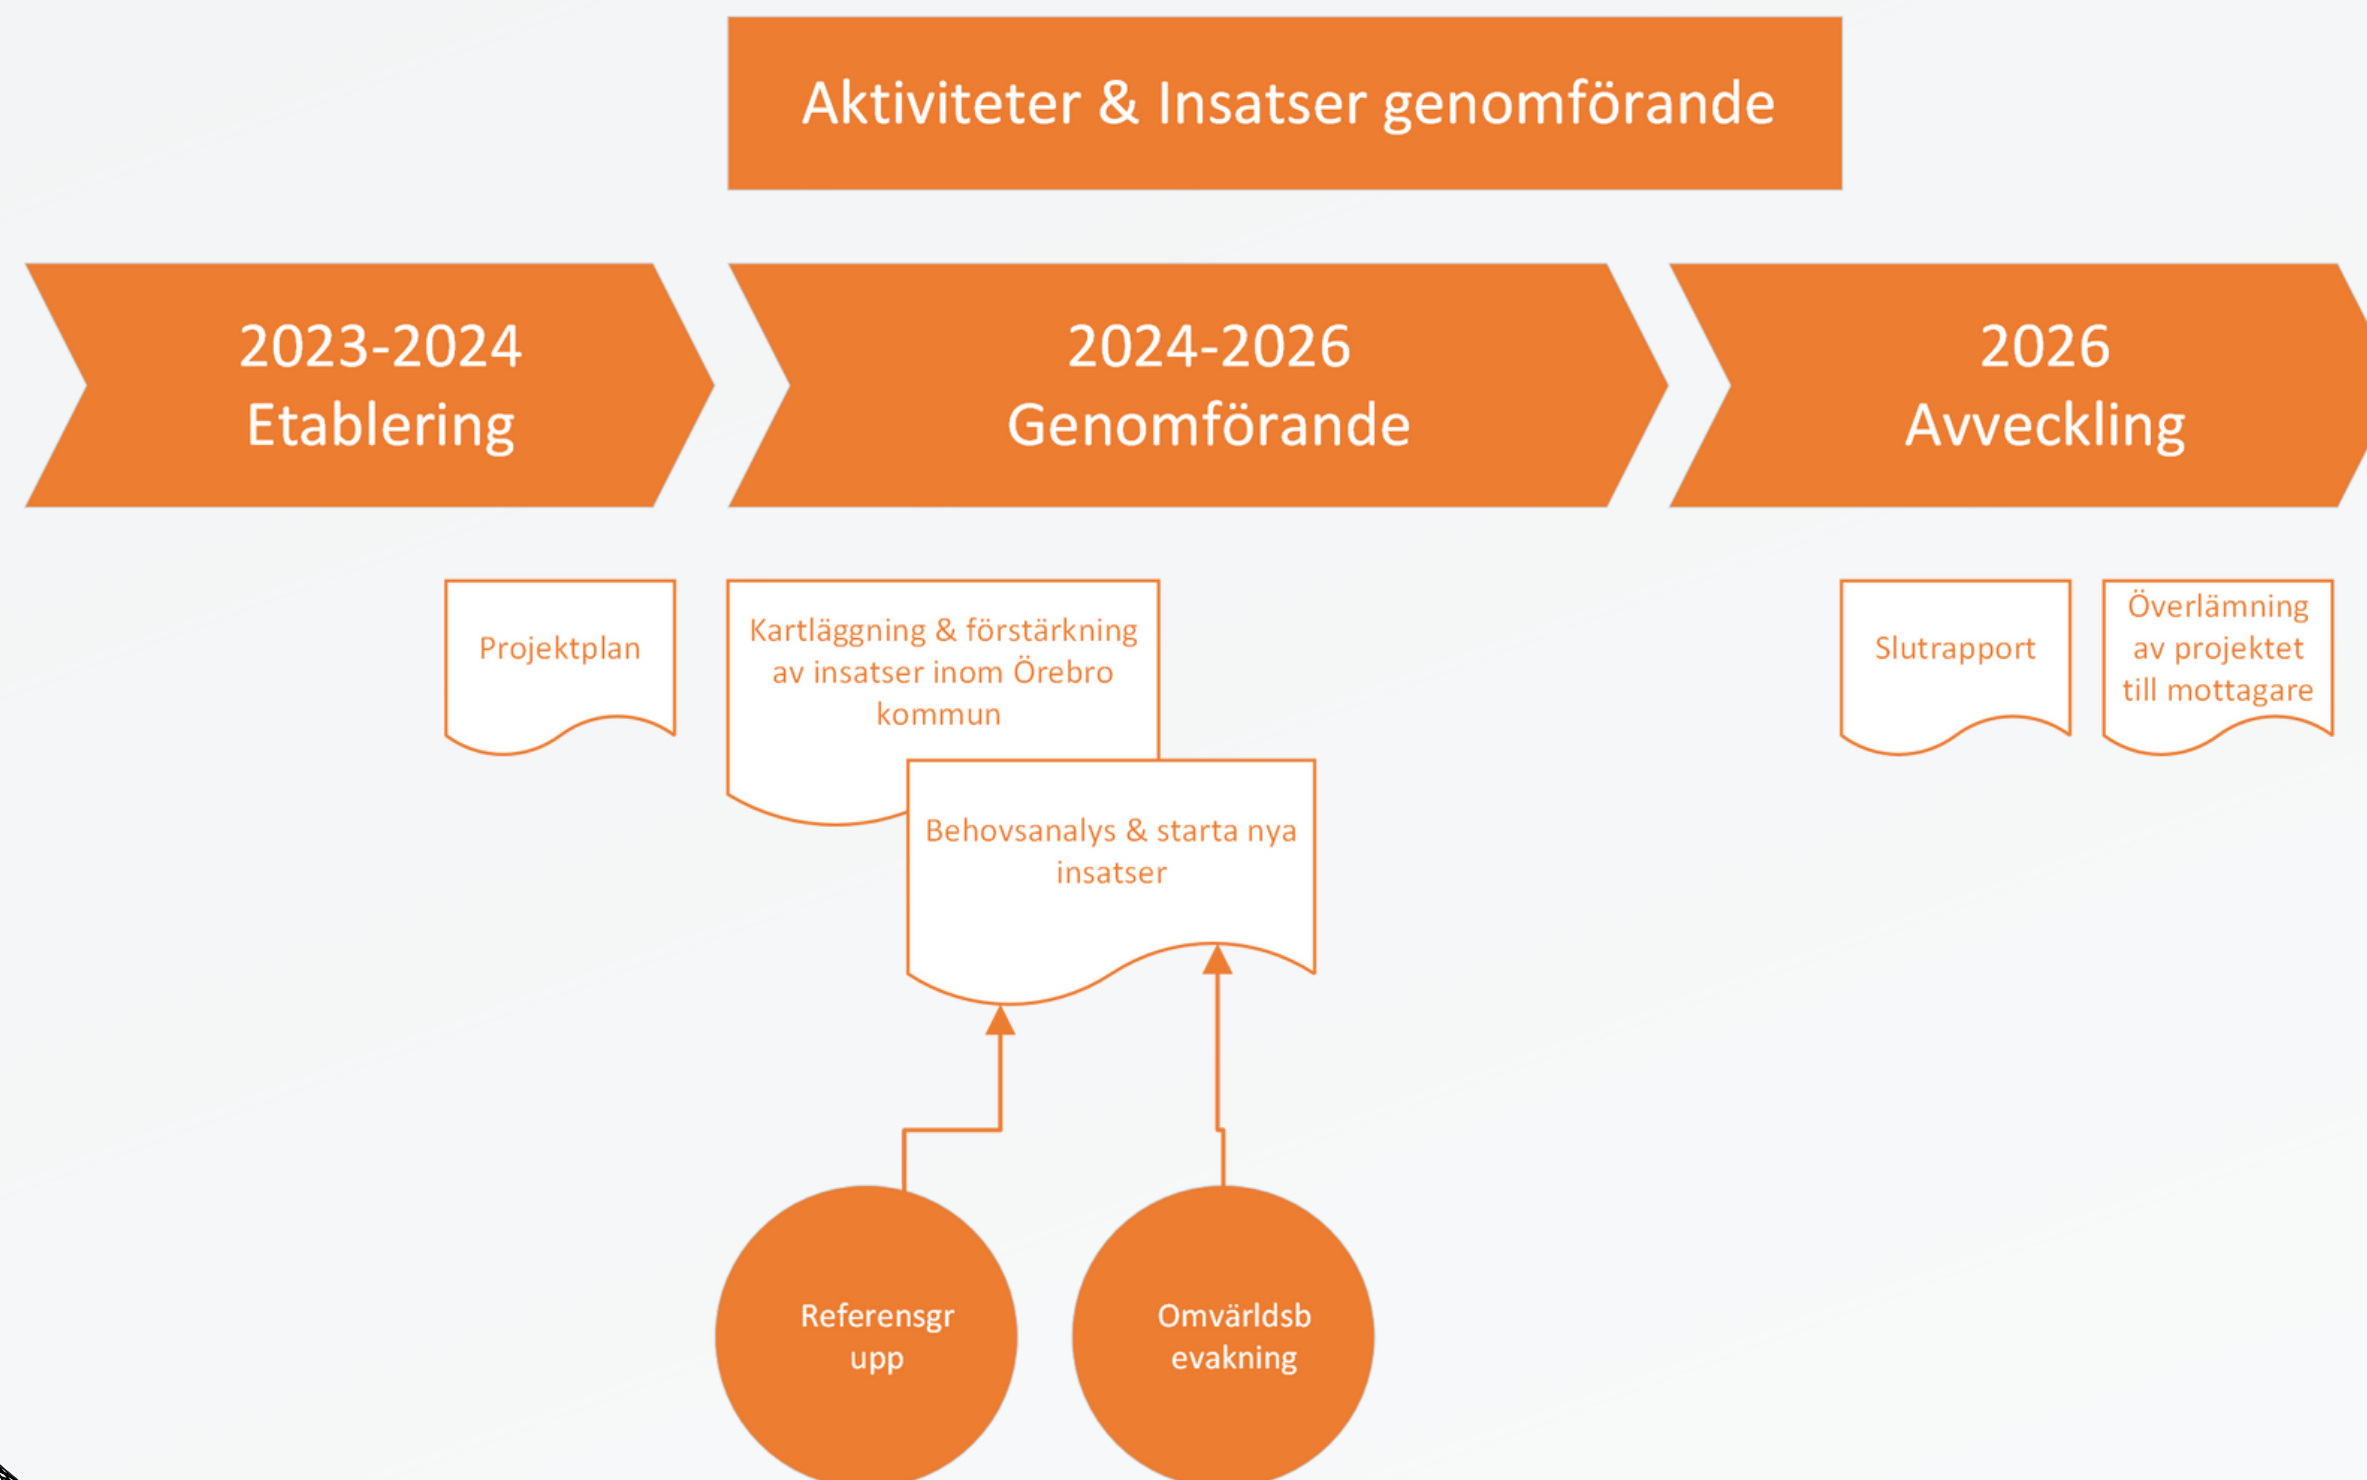 Aktiviteter & Insatser genomförande
2023-2024
Etablering
2024-2026
Genomförande
2026
Avveckling
Projektplan
Kartläggning & förstärkning
av insatser inom Örebro
kommun
Behovsanalys & starta nya
insatser
Slutrapport
Överlämning
av projektet
till mottagare
Referensgr
upp
Omvärldsb
evakning